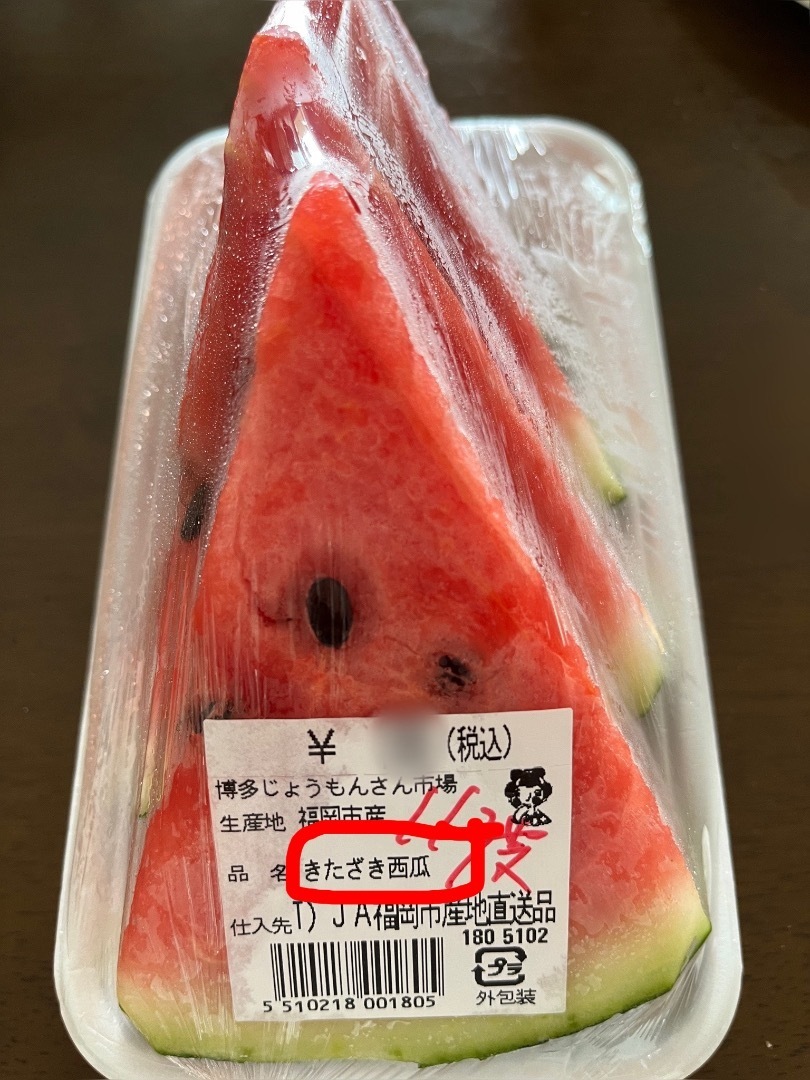 ¥ (税込)
博多じょうもんさん市場
生産地 福岡市産
品 名 きたざき西瓜
仕入先 T) JA福岡市産地直送品
180 5102
プラ
外包装
5 510218 001805